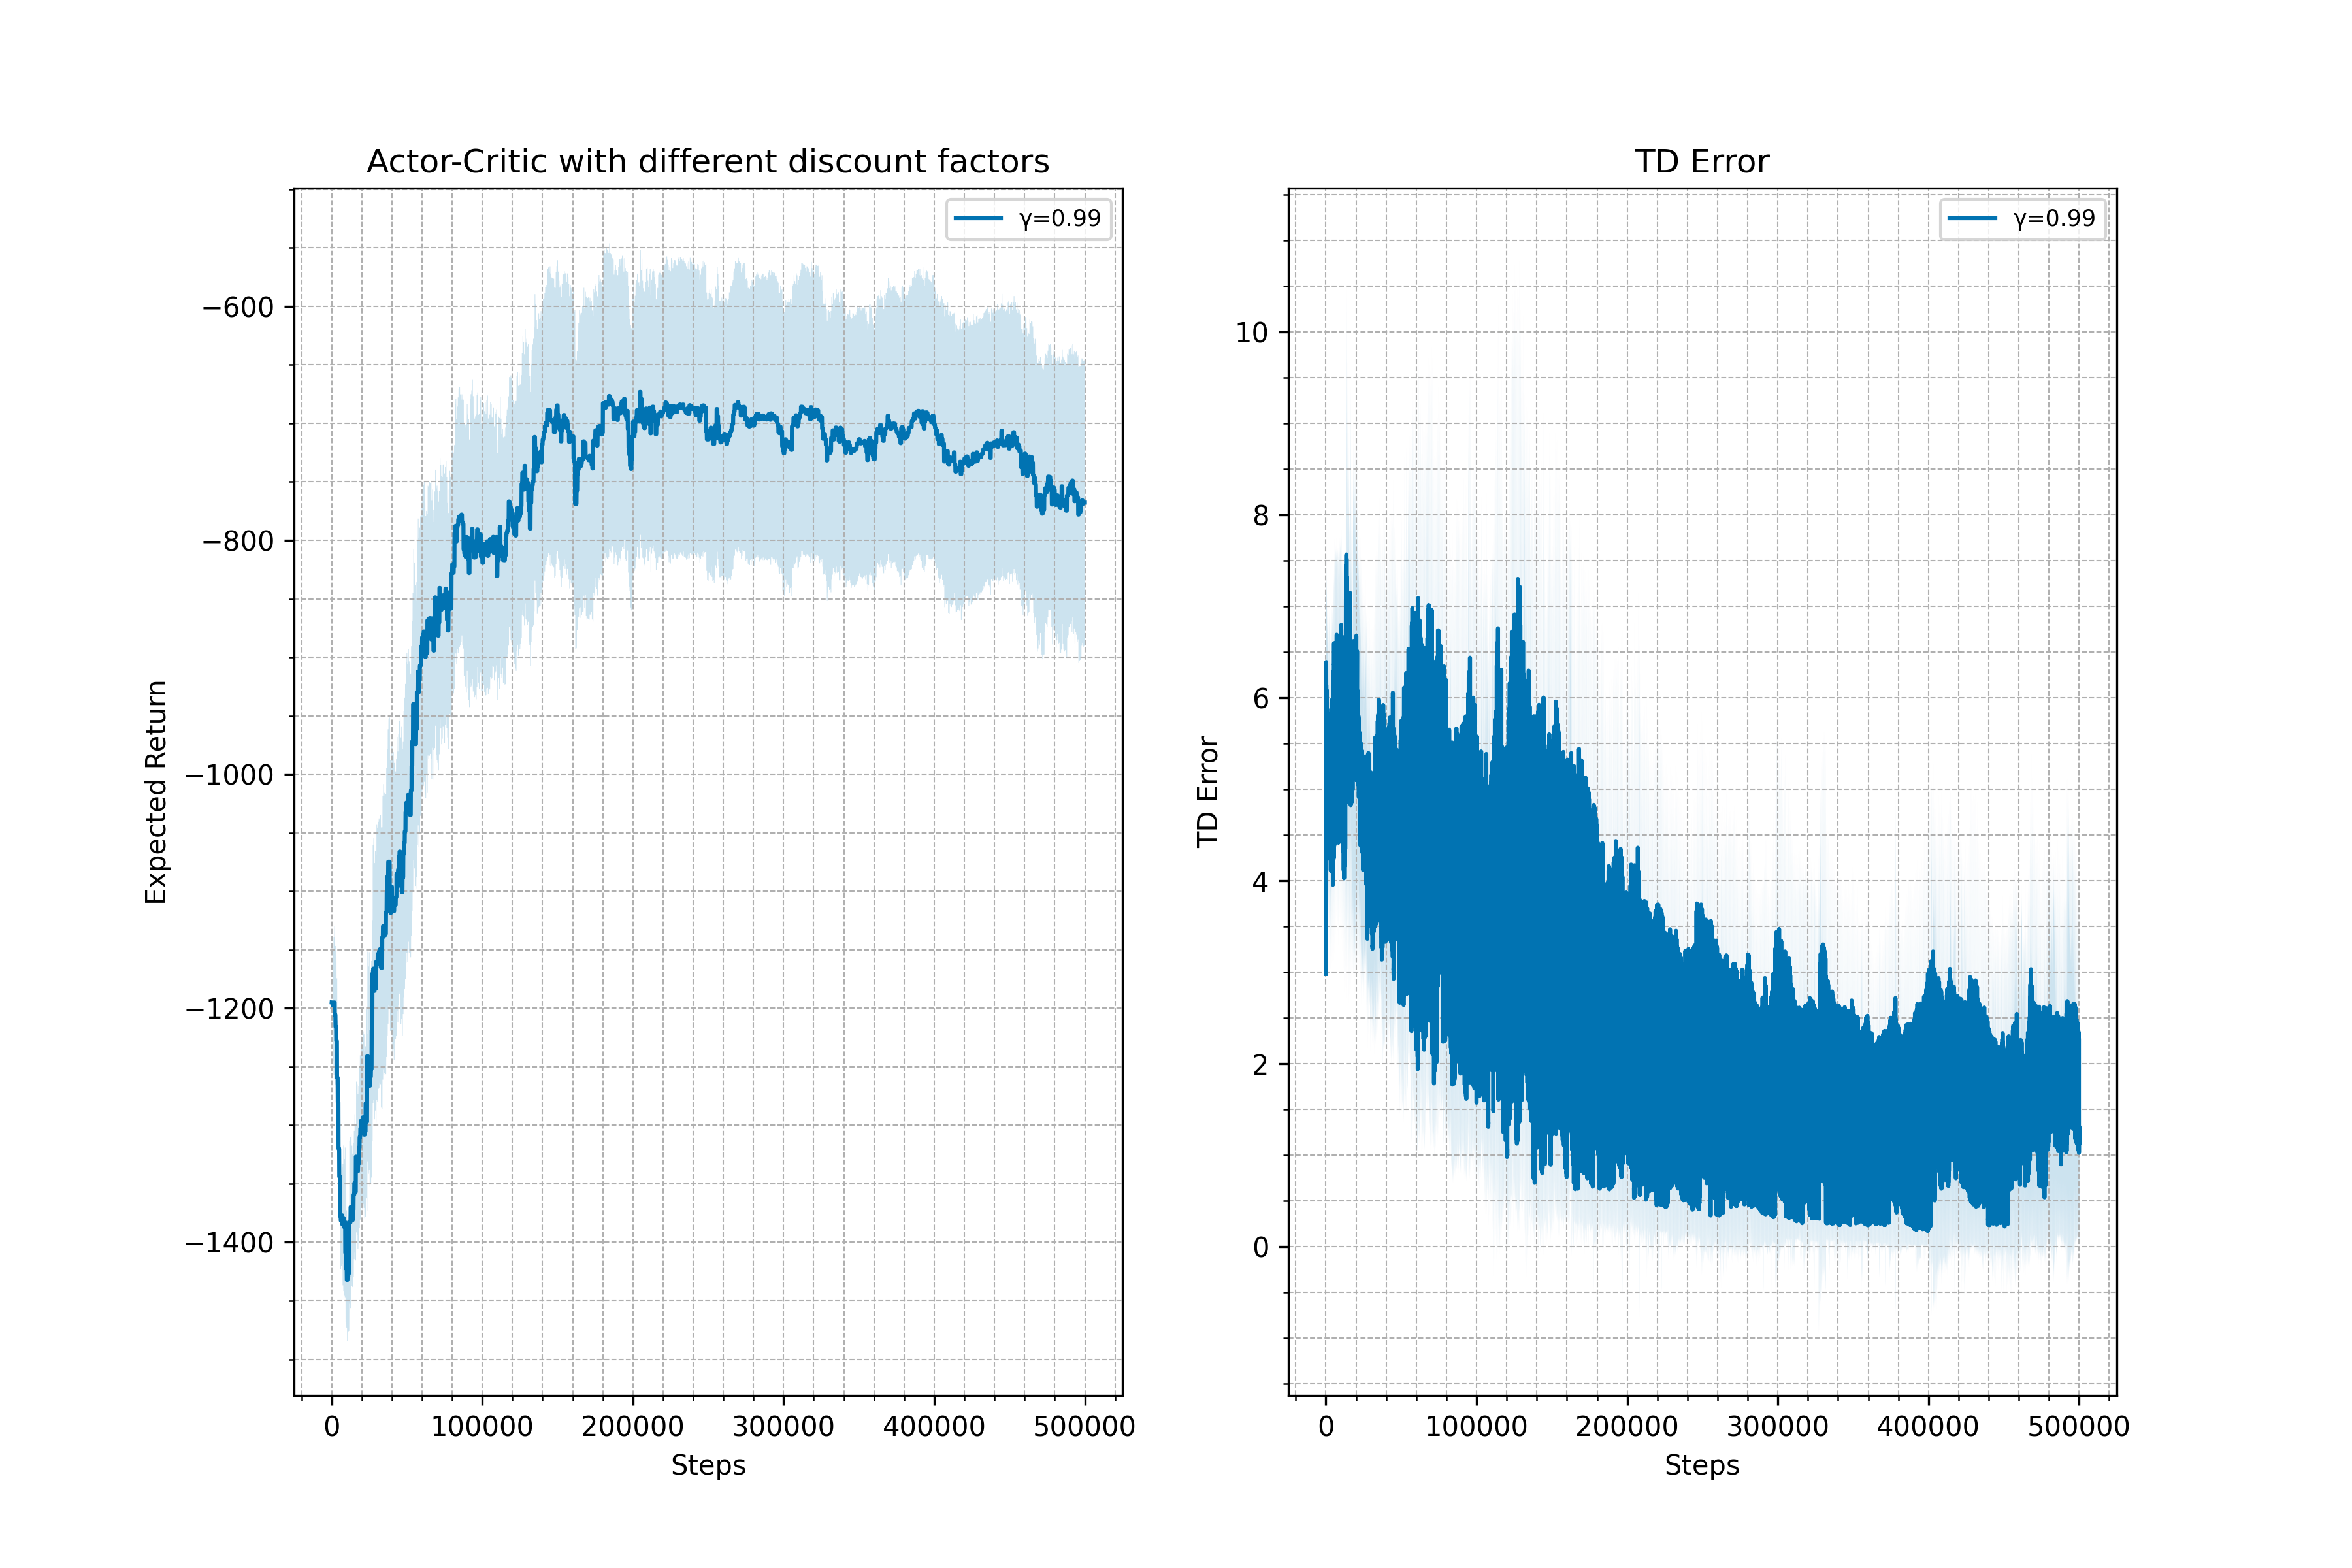 Actor-Critic with different discount factors
γ=0.99
−600
−800
−1000
−1200
−1400
Expected Return
0 100000 200000 300000 400000 500000
Steps
TD Error
γ=0.99
10
8
6
4
2
0
TD Error
0 100000 200000 300000 400000 500000
Steps